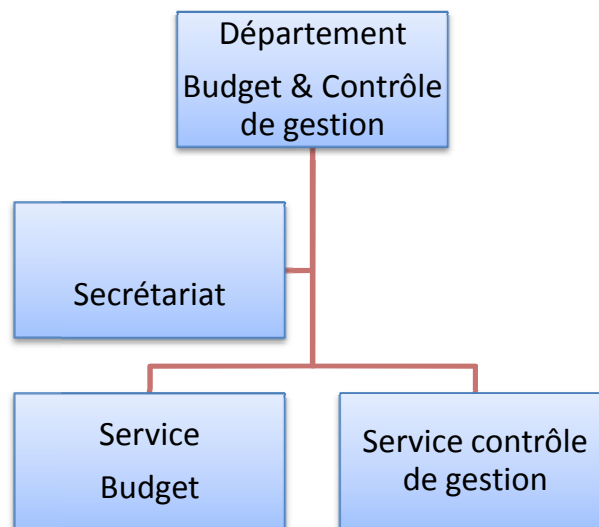 Département
Budget & Contrôle
de gestion
Secrétariat
Service
Budget
Service contrôle
de gestion